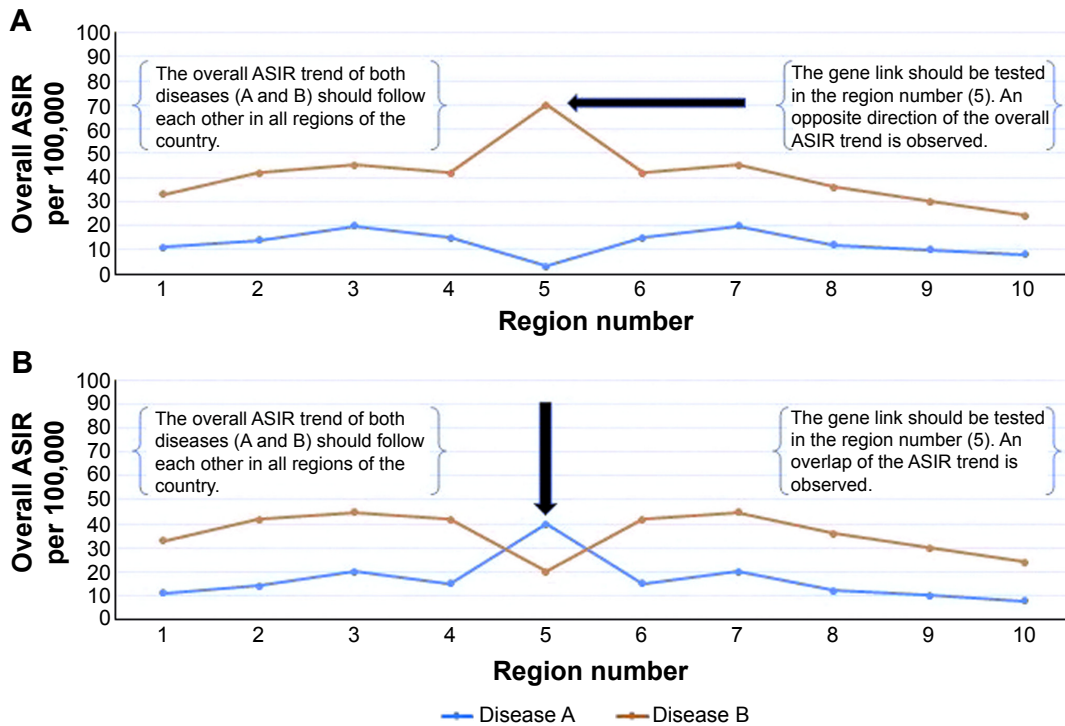 A
Overall ASIR
per 100,000
100
90
80
70
60
50
40
30
20
10
0
The overall ASIR trend of both
diseases (A and B) should follow
each other in all regions of the
country.
The gene link should be tested
in the region number (5). An
opposite direction of the overall
ASIR trend is observed.
1 2 3 4 5 6 7 8 9 10
Region number
B
Overall ASIR
per 100,000
100
90
80
70
60
50
40
30
20
10
0
The overall ASIR trend of both
diseases (A and B) should follow
each other in all regions of the
country.
The gene link should be tested
in the region number (5). An
overlap of the ASIR trend is
observed.
1 2 3 4 5 6 7 8 9 10
Region number
Disease A Disease B